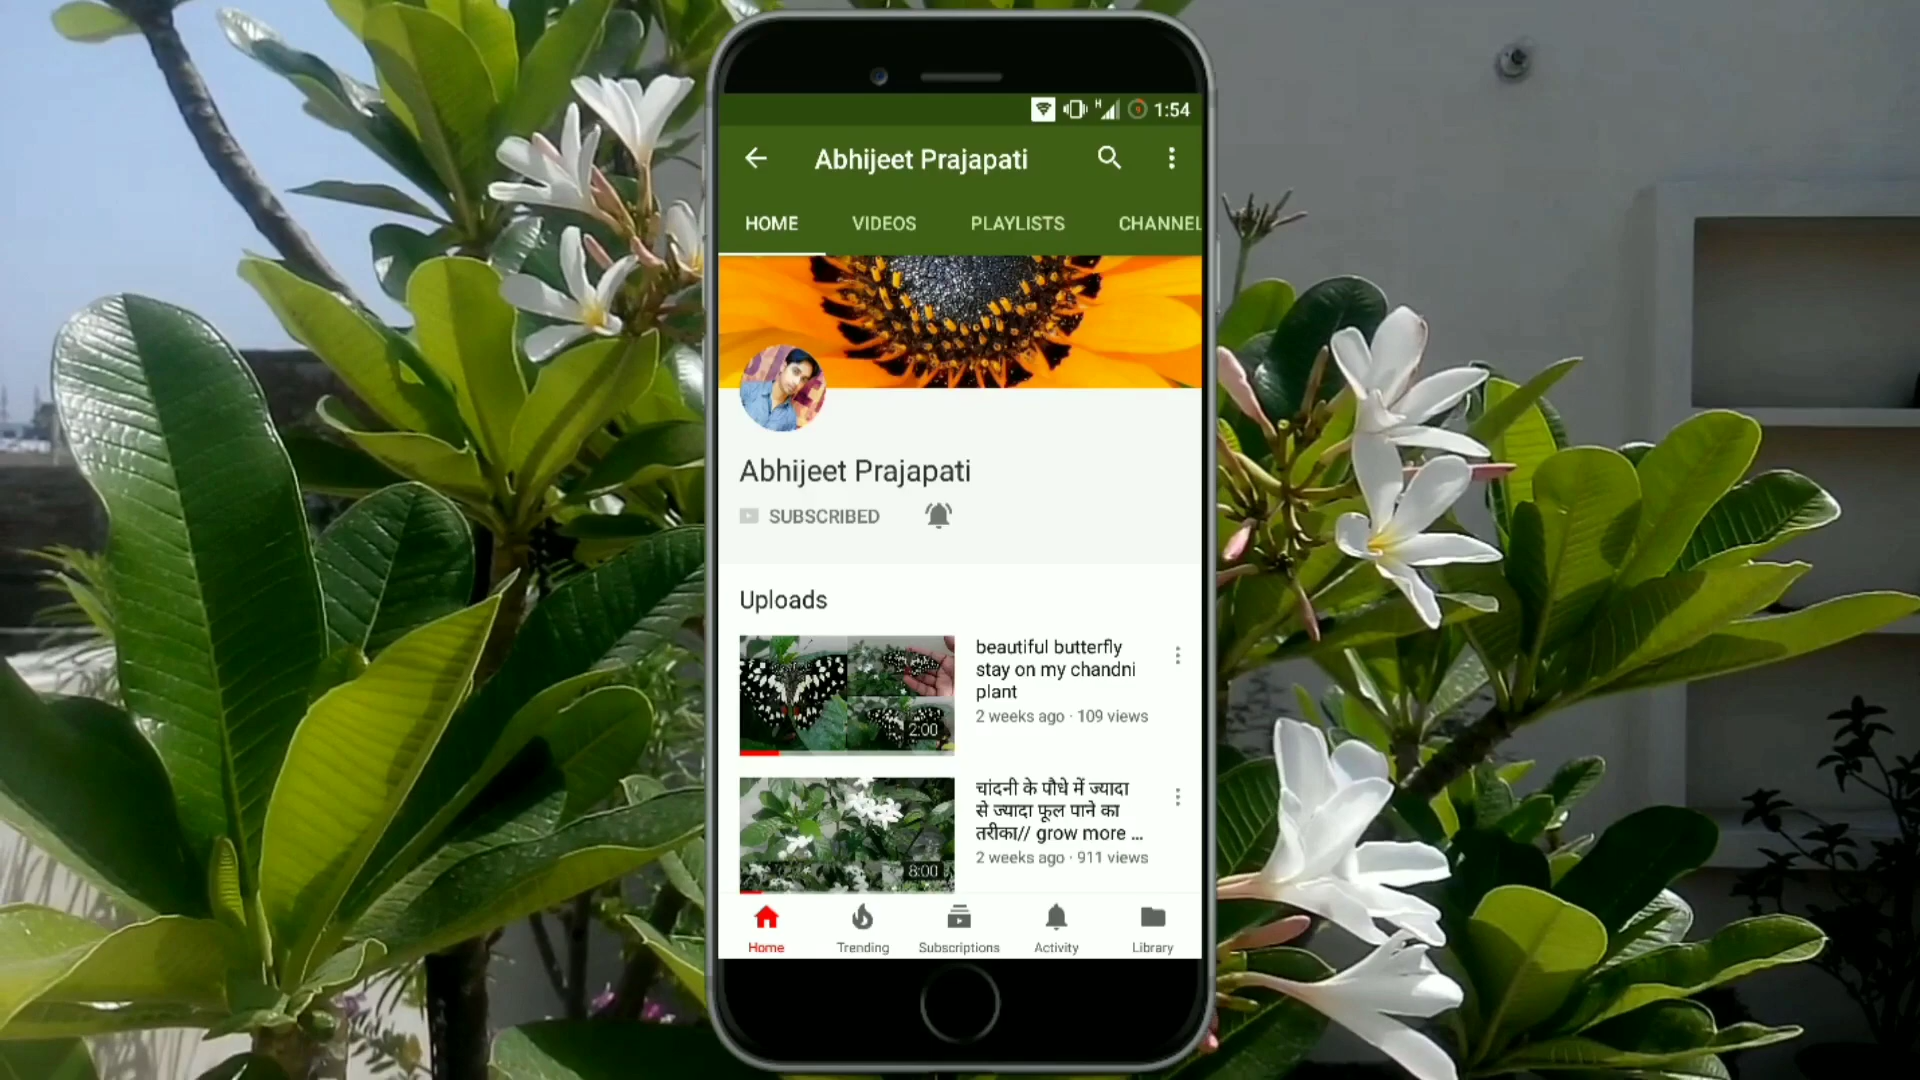 1:54
Abhijeet Prajapati
HOME VIDEOS PLAYLISTS CHANNEL
Abhijeet Prajapati
SUBSCRIBED
Uploads
beautiful butterfly
stay on my chandni
plant
2 weeks ago · 109 views
2:00
चांदनी के पौधे में ज्यादा
से ज्यादा फूल पाने का
तरीका// grow more ...
2 weeks ago · 911 views
8:00
Home Trending Subscriptions Activity Library